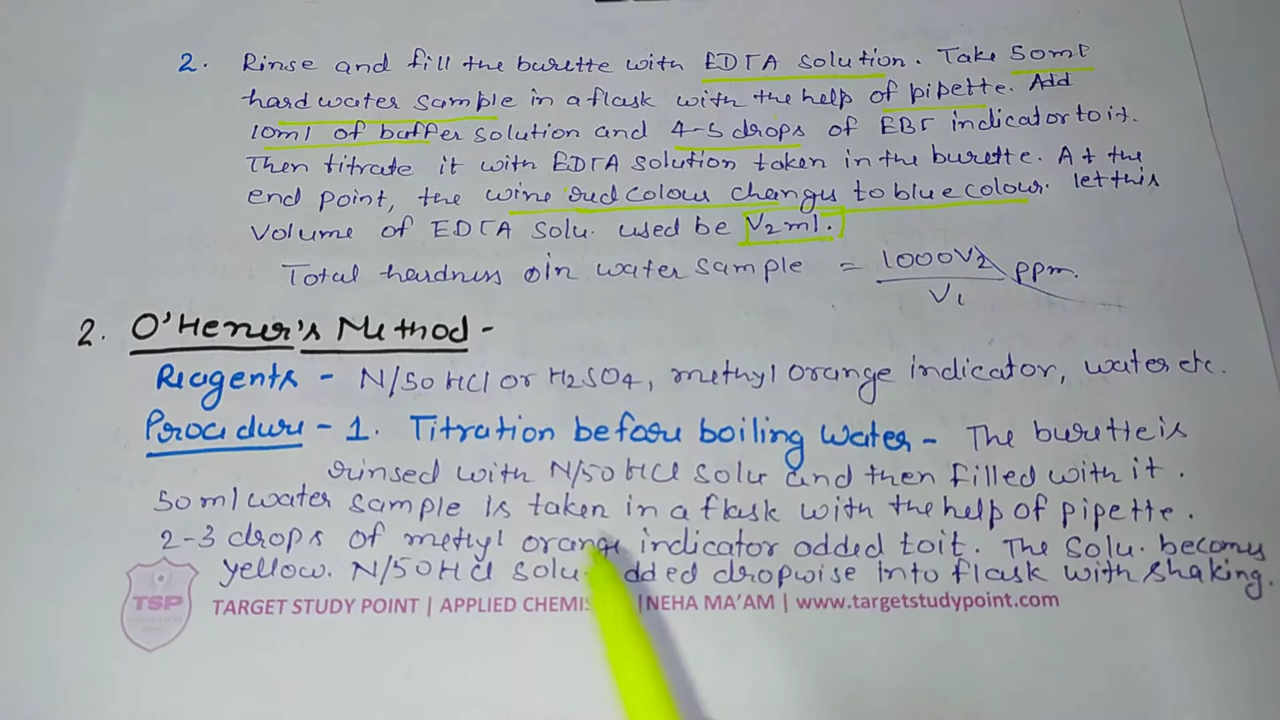 2. Rinse and fill the burette with EDTA solution. Take 50ml
hard water sample in a flask with the help of pipette. Add
10ml of buffer solution and 4-5 drops of EBT indicator to it.
Then titrate it with EDTA solution taken in the burette. At the
end point, the wine red colour changes to blue colour. let this
volume of EDTA solu. used be V2 ml.
Total hardness in water sample = 1000V2 ppm.
V1
2. O'Hener's Method -
Reagents - N/50 HCl or H2SO4, methyl orange indicator, water etc.
Procedure - 1. Titration before boiling water - The burette is
rinsed with N/50 HCl solu and then filled with it.
50 ml water sample is taken in a flask with the help of pipette.
2-3 drops of methyl orange indicator added to it. The Solu. becomes
yellow. N/50 HCl solu. added dropwise into flask with shaking.
TSP
TARGET STUDY POINT | APPLIED CHEMIS |NEHA MA'AM | www.targetstudypoint.com